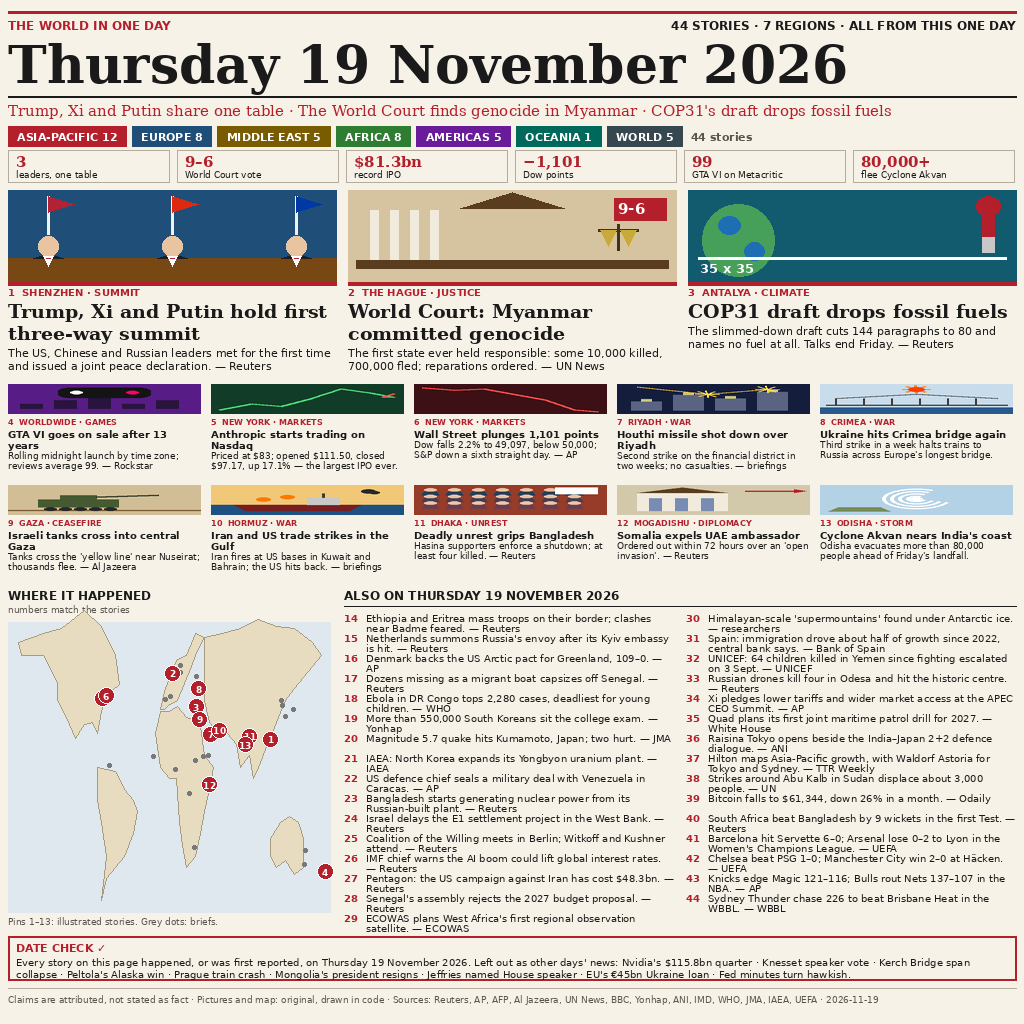 THE WORLD IN ONE DAY
44 STORIES · 7 REGIONS · ALL FROM THIS ONE DAY
Thursday 19 November 2026
Trump, Xi and Putin share one table · The World Court finds genocide in Myanmar · COP31's draft drops fossil fuels
ASIA-PACIFIC 12 EUROPE 8 MIDDLE EAST 5 AFRICA 8 AMERICAS 5 OCEANIA 1 WORLD 5 44 stories
3
leaders, one table
9–6
World Court vote
$81.3bn
record IPO
−1,101
Dow points
99
GTA VI on Metacritic
80,000+
flee Cyclone Akvan
9-6
35 x 35
1 SHENZHEN · SUMMIT
Trump, Xi and Putin hold first
three-way summit
The US, Chinese and Russian leaders met for the first time
and issued a joint peace declaration. — Reuters
2 THE HAGUE · JUSTICE
World Court: Myanmar
committed genocide
The first state ever held responsible: some 10,000 killed,
700,000 fled; reparations ordered. — UN News
3 ANTALYA · CLIMATE
COP31 draft drops fossil fuels
The slimmed-down draft cuts 144 paragraphs to 80 and
names no fuel at all. Talks end Friday. — Reuters
4 WORLDWIDE · GAMES
GTA VI goes on sale after 13
years
Rolling midnight launch by time zone;
reviews average 99. — Rockstar
5 NEW YORK · MARKETS
Anthropic starts trading on
Nasdaq
Priced at $83; opened $111.50, closed
$97.17, up 17.1% — the largest IPO ever.
6 NEW YORK · MARKETS
Wall Street plunges 1,101 points
Dow falls 2.2% to 49,097, below 50,000;
S&P down a sixth straight day. — AP
7 RIYADH · WAR
Houthi missile shot down over
Riyadh
Second strike on the financial district in
two weeks; no casualties. — briefings
8 CRIMEA · WAR
Ukraine hits Crimea bridge again
Third strike in a week halts trains to
Russia across Europe's longest bridge.
9 GAZA · CEASEFIRE
Israeli tanks cross into central
Gaza
Tanks cross the 'yellow line' near Nuseirat;
thousands flee. — Al Jazeera
10 HORMUZ · WAR
Iran and US trade strikes in the
Gulf
Iran fires at US bases in Kuwait and
Bahrain; the US hits back. — briefings
11 DHAKA · UNREST
Deadly unrest grips Bangladesh
Hasina supporters enforce a shutdown; at
least four killed. — Reuters
12 MOGADISHU · DIPLOMACY
Somalia expels UAE ambassador
Ordered out within 72 hours over an 'open
invasion'. — Reuters
13 ODISHA · STORM
Cyclone Akvan nears India's coast
Odisha evacuates more than 80,000
people ahead of Friday's landfall.
WHERE IT HAPPENED
numbers match the stories
2
6
8
3
9
7
10
11
13
1
12
4
Pins 1–13: illustrated stories. Grey dots: briefs.
ALSO ON THURSDAY 19 NOVEMBER 2026
14 Ethiopia and Eritrea mass troops on their border; clashes
near Badme feared. — Reuters
15 Netherlands summons Russia's envoy after its Kyiv embassy
is hit. — Reuters
16 Denmark backs the US Arctic pact for Greenland, 109–0. —
AP
17 Dozens missing as a migrant boat capsizes off Senegal. —
Reuters
18 Ebola in DR Congo tops 2,280 cases, deadliest for young
children. — WHO
19 More than 550,000 South Koreans sit the college exam. —
Yonhap
20 Magnitude 5.7 quake hits Kumamoto, Japan; two hurt. — JMA
21 IAEA: North Korea expands its Yongbyon uranium plant. —
IAEA
22 US defence chief seals a military deal with Venezuela in
Caracas. — AP
23 Bangladesh starts generating nuclear power from its
Russian-built plant. — Reuters
24 Israel delays the E1 settlement project in the West Bank. —
Reuters
25 Coalition of the Willing meets in Berlin; Witkoff and Kushner
attend. — Reuters
26 IMF chief warns the AI boom could lift global interest rates.
— Reuters
27 Pentagon: the US campaign against Iran has cost $48.3bn. —
Reuters
28 Senegal's assembly rejects the 2027 budget proposal. —
Reuters
29 ECOWAS plans West Africa's first regional observation
satellite. — ECOWAS
30 Himalayan-scale 'supermountains' found under Antarctic ice.
— researchers
31 Spain: immigration drove about half of growth since 2022,
central bank says. — Bank of Spain
32 UNICEF: 64 children killed in Yemen since fighting escalated
on 3 Sept. — UNICEF
33 Russian drones kill four in Odesa and hit the historic centre.
— Reuters
34 Xi pledges lower tariffs and wider market access at the APEC
CEO Summit. — AP
35 Quad plans its first joint maritime patrol drill for 2027. —
White House
36 Raisina Tokyo opens beside the India–Japan 2+2 defence
dialogue. — ANI
37 Hilton maps Asia-Pacific growth, with Waldorf Astoria for
Tokyo and Sydney. — TTR Weekly
38 Strikes around Abu Kalb in Sudan displace about 3,000
people. — UN
39 Bitcoin falls to $61,344, down 26% in a month. — Odaily
40 South Africa beat Bangladesh by 9 wickets in the first Test. —
Reuters
41 Barcelona hit Servette 6–0; Arsenal lose 0–2 to Lyon in the
Women's Champions League. — UEFA
42 Chelsea beat PSG 1–0; Manchester City win 2–0 at Häcken.
— UEFA
43 Knicks edge Magic 121–116; Bulls rout Nets 137–107 in the
NBA. — AP
44 Sydney Thunder chase 226 to beat Brisbane Heat in the
WBBL. — WBBL
DATE CHECK ✓
Every story on this page happened, or was first reported, on Thursday 19 November 2026. Left out as other days' news: Nvidia's $115.8bn quarter · Knesset speaker vote · Kerch Bridge span
collapse · Peltola's Alaska win · Prague train crash · Mongolia's president resigns · Jeffries named House speaker · EU's €45bn Ukraine loan · Fed minutes turn hawkish.
Claims are attributed, not stated as fact · Pictures and map: original, drawn in code · Sources: Reuters, AP, AFP, Al Jazeera, UN News, BBC, Yonhap, ANI, IMD, WHO, JMA, IAEA, UEFA · 2026-11-19